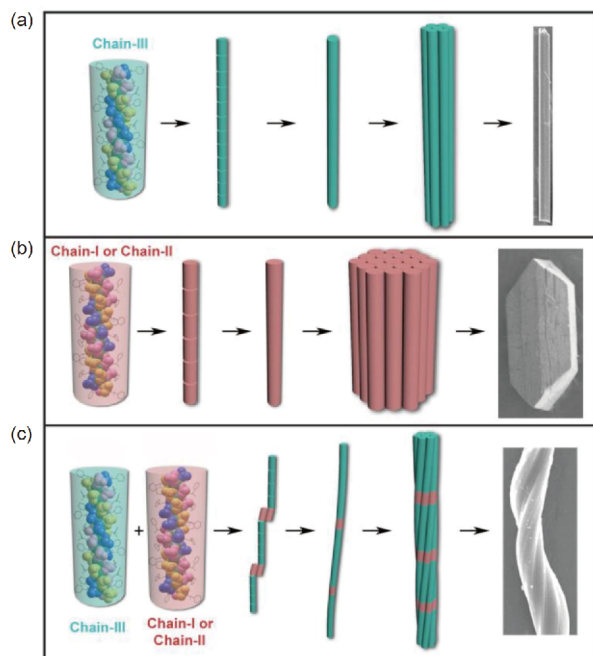 (a)
Chain-III
(b)
Chain-I or Chain-II
(c)
+
Chain-III
Chain-I or
Chain-II